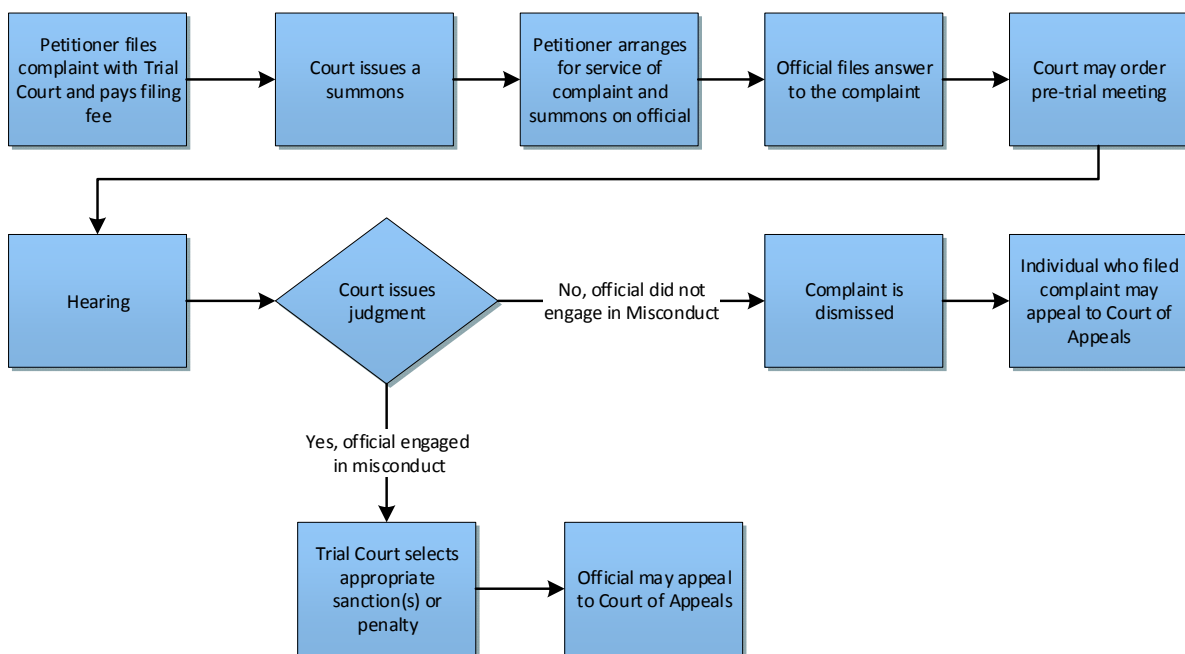 Petitioner files
complaint with Trial
Court and pays filing
fee
Court issues a
summons
Petitioner arranges
for service of
complaint and
summons on official
Official files answer
to the complaint
Court may order
pre-trial meeting
Hearing
Court issues
judgment
No, official did not
engage in Misconduct
Complaint is
dismissed
Individual who filed
complaint may
appeal to Court of
Appeals
Yes, official engaged
in misconduct
Trial Court selects
appropriate
sanction(s) or
penalty
Official may appeal
to Court of Appeals